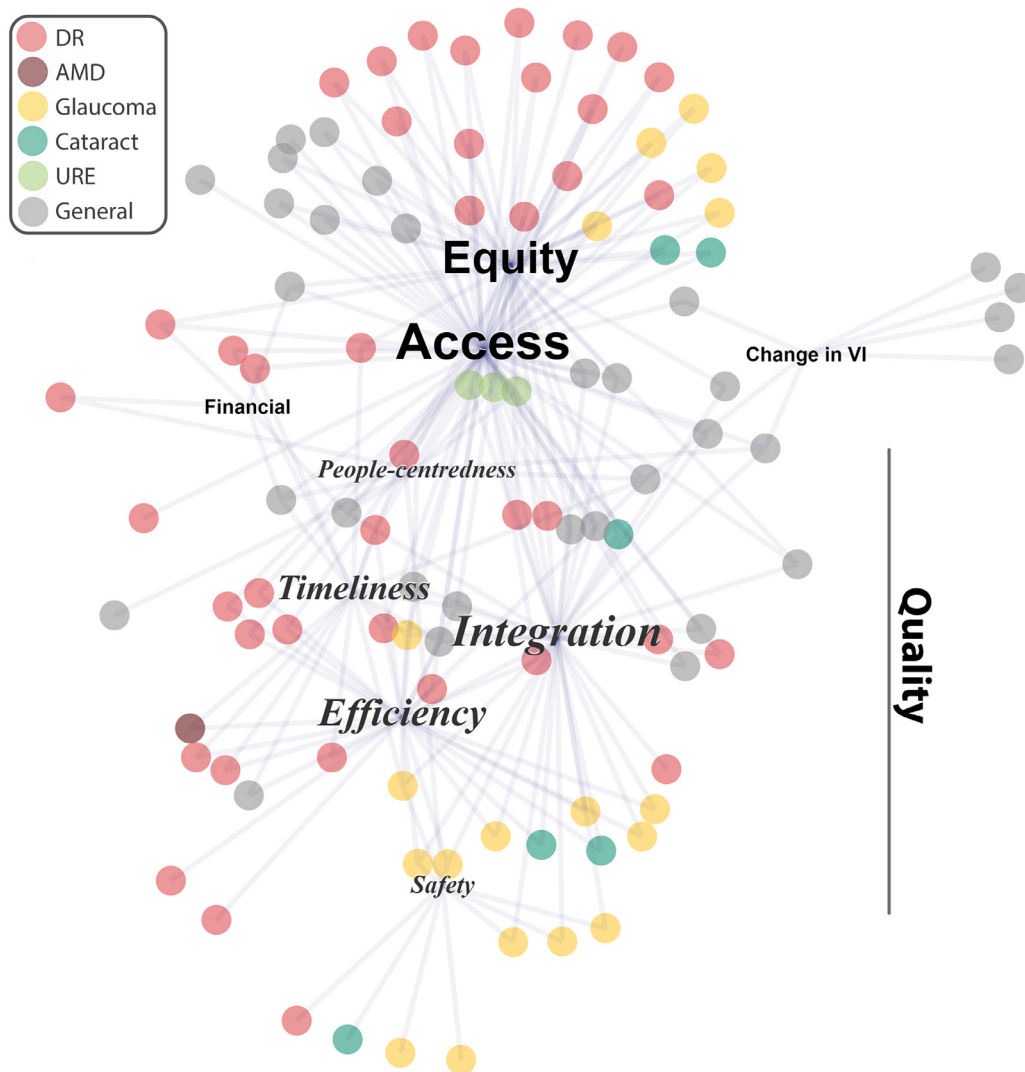 DR
AMD
Glaucoma
Cataract
URE
General
Equity
Access
Change in VI
Financial
People-centredness
Timeliness
Integration
Efficiency
Safety
Quality